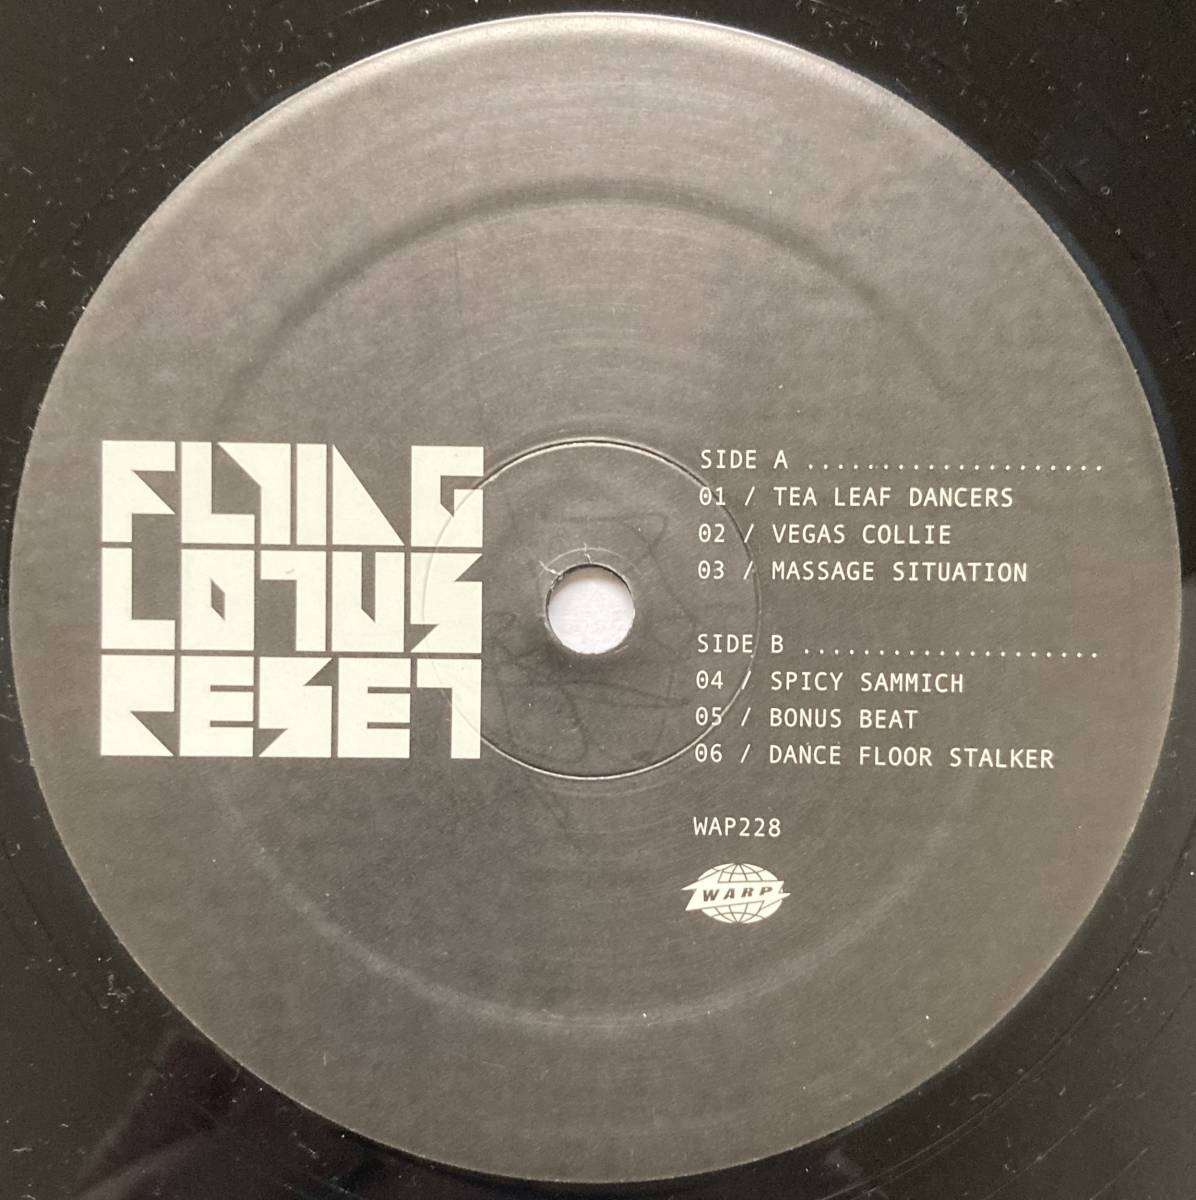 FLYING
LOTUS
RESET
SIDE A ....................
01 / TEA LEAF DANCERS
02 / VEGAS COLLIE
03 / MASSAGE SITUATION
SIDE B ....................
04 / SPICY SAMMICH
05 / BONUS BEAT
06 / DANCE FLOOR STALKER
WAP228
WARP